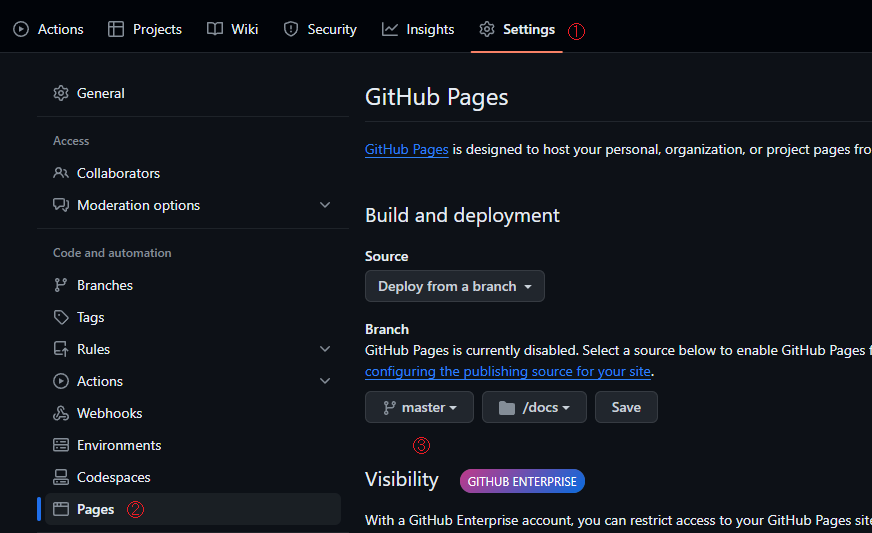 Actions Projects Wiki Security Insights Settings ①
General
Access
Collaborators
Moderation options
Code and automation
Branches
Tags
Rules
Actions
Webhooks
Environments
Codespaces
Pages ②
GitHub Pages
GitHub Pages is designed to host your personal, organization, or project pages fro
Build and deployment
Source
Deploy from a branch
Branch
GitHub Pages is currently disabled. Select a source below to enable GitHub Pages f
configuring the publishing source for your site.
master /docs Save
③
Visibility GITHUB ENTERPRISE
With a GitHub Enterprise account, you can restrict access to your GitHub Pages site